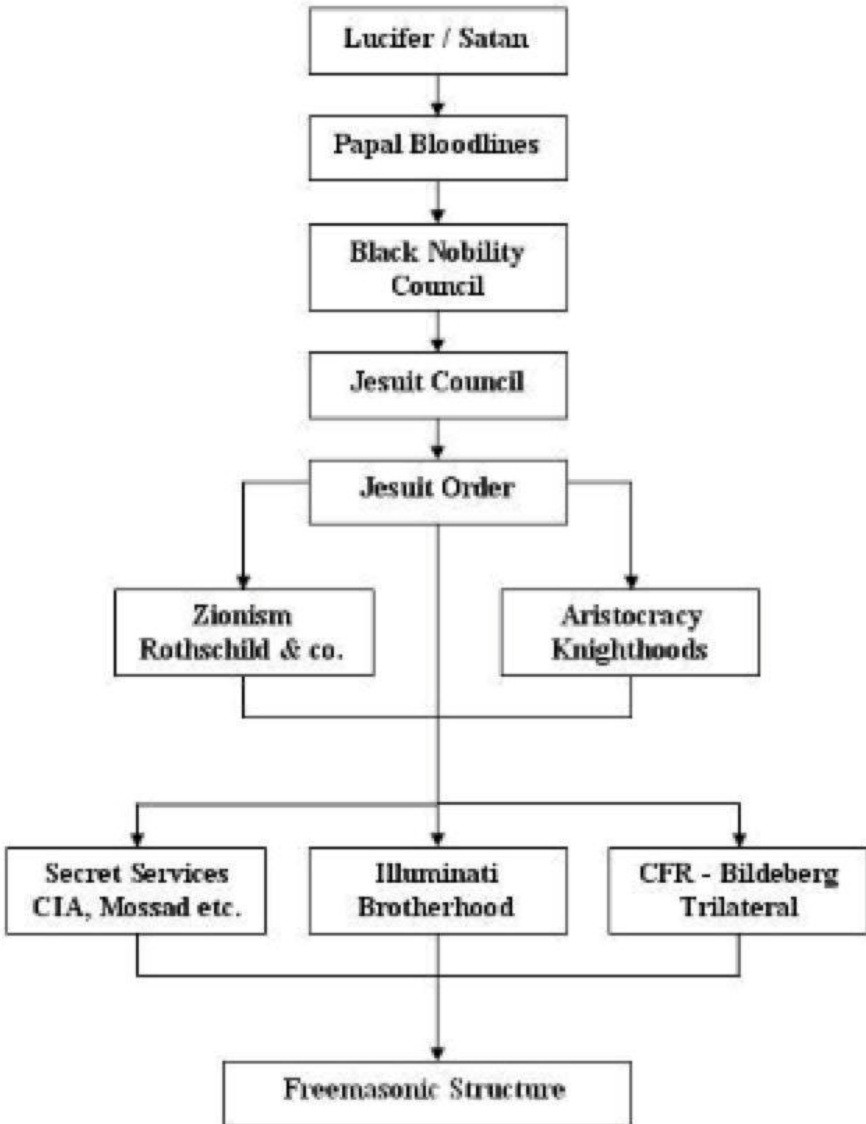 Lucifer / Satan
Papal Bloodlines
Black Nobility
Council
Jesuit Council
Jesuit Order
Zionism
Rothschild & co.
Aristocracy
Knighthoods
Secret Services
CIA, Mossad etc.
Illuminati
Brotherhood
CFR - Bildeberg
Trilateral
Freemasonic Structure